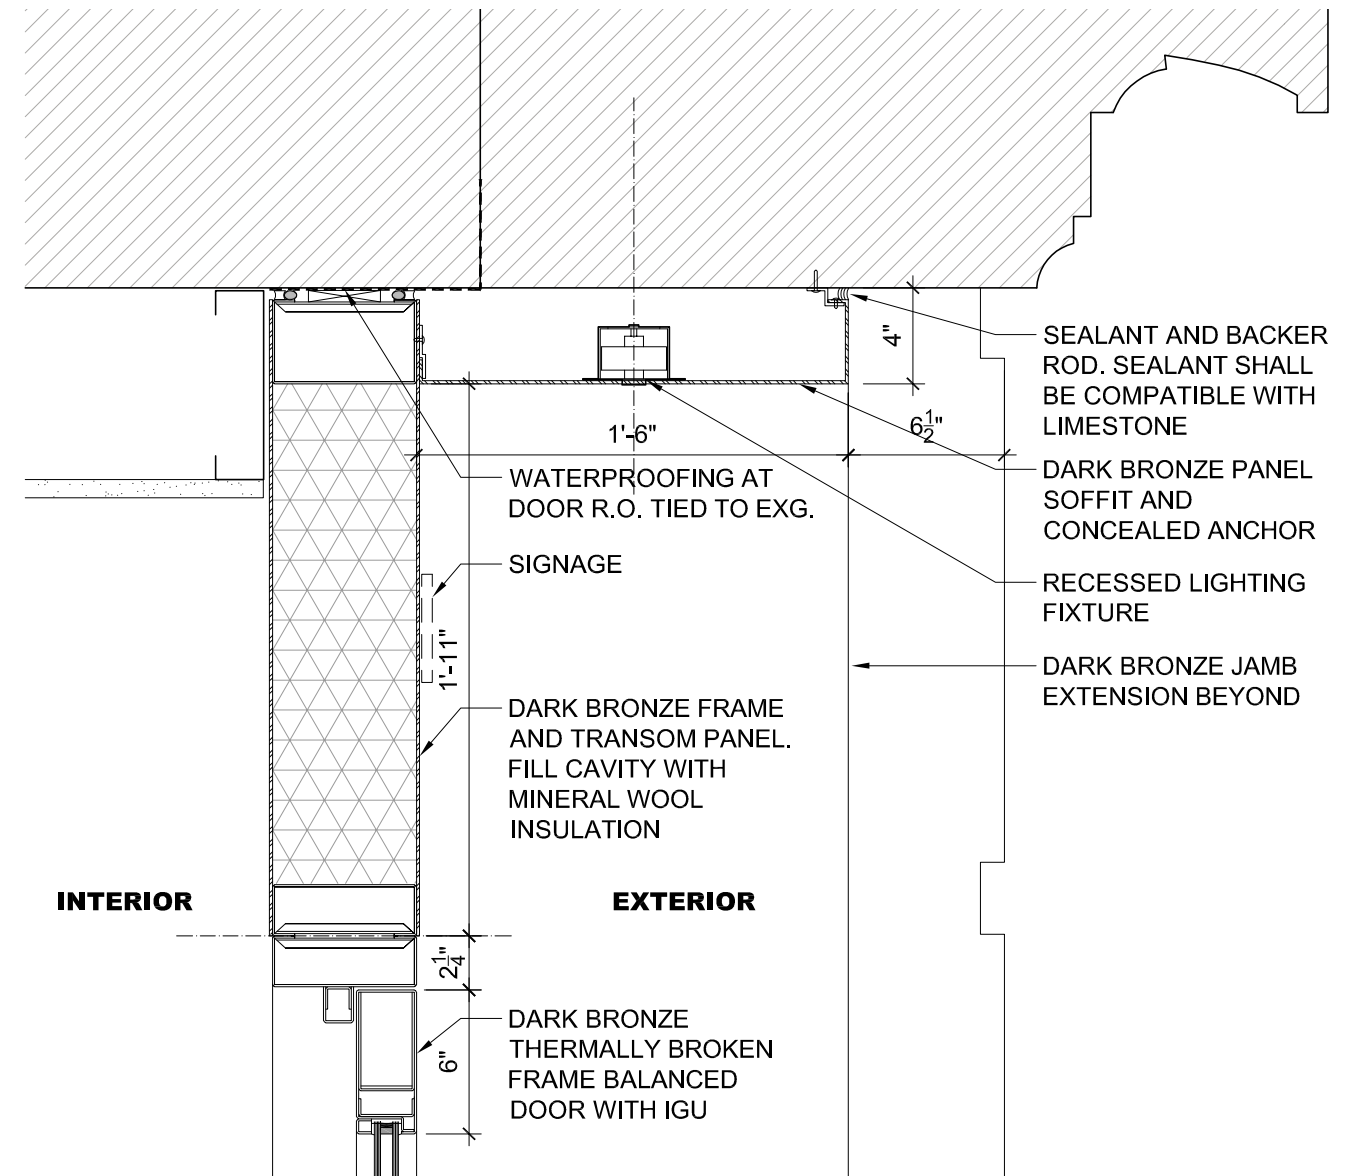 4"
SEALANT AND BACKER
ROD. SEALANT SHALL
BE COMPATIBLE WITH
LIMESTONE
1'-6"
6½"
WATERPROOFING AT
DOOR R.O. TIED TO EXG.
DARK BRONZE PANEL
SOFFIT AND
CONCEALED ANCHOR
SIGNAGE
RECESSED LIGHTING
FIXTURE
1'-11"
DARK BRONZE JAMB
EXTENSION BEYOND
DARK BRONZE FRAME
AND TRANSOM PANEL.
FILL CAVITY WITH
MINERAL WOOL
INSULATION
INTERIOR
EXTERIOR
2¼"
DARK BRONZE
THERMALLY BROKEN
FRAME BALANCED
DOOR WITH IGU
6"